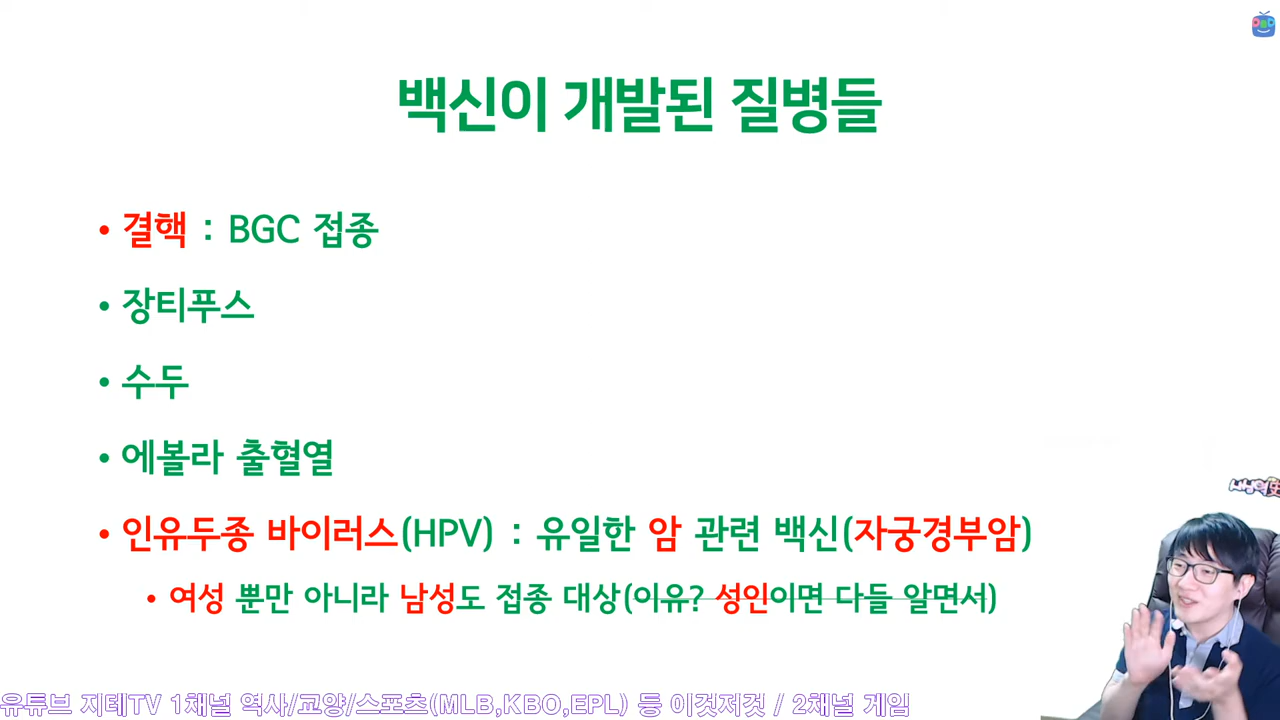 백신이 개발된 질병들
• 결핵 : BGC 접종
• 장티푸스
• 수두
• 에볼라 출혈열
• 인유두종 바이러스(HPV) : 유일한 암 관련 백신(자궁경부암)
• 여성 뿐만 아니라 남성도 접종 대상(이유? 성인이면 다들 알면서)
유튜브 지테TV 1채널 역사/교양/스포츠(MLB,KBO,EPL) 등 이것저것 / 2채널 게임